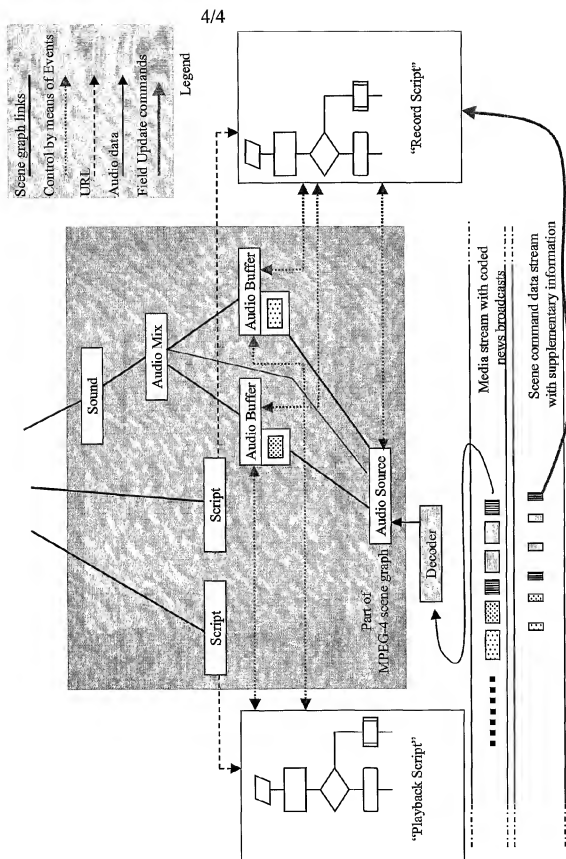 4/4
Scene graph links
Control by means of Events
URL
Audio data
Field Update commands
Legend
Sound
Audio Mix
Audio Buffer
Audio Buffer
Script
Script
Audio Source
Part of
MPEG-4 scene graph
Decoder
"Record Script"
"Playback Script"
Media stream with coded
news broadcasts
Scene command data stream
with supplementary information